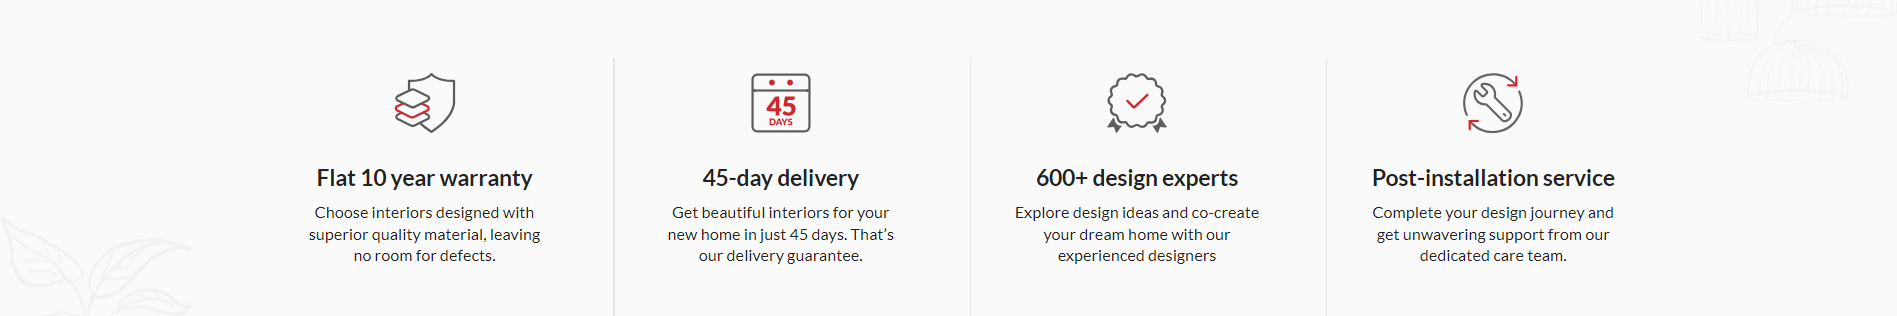 45
DAYS
Flat 10 year warranty
Choose interiors designed with
superior quality material, leaving
no room for defects.
45-day delivery
Get beautiful interiors for your
new home in just 45 days. That’s
our delivery guarantee.
600+ design experts
Explore design ideas and co-create
your dream home with our
experienced designers
Post-installation service
Complete your design journey and
get unwavering support from our
dedicated care team.